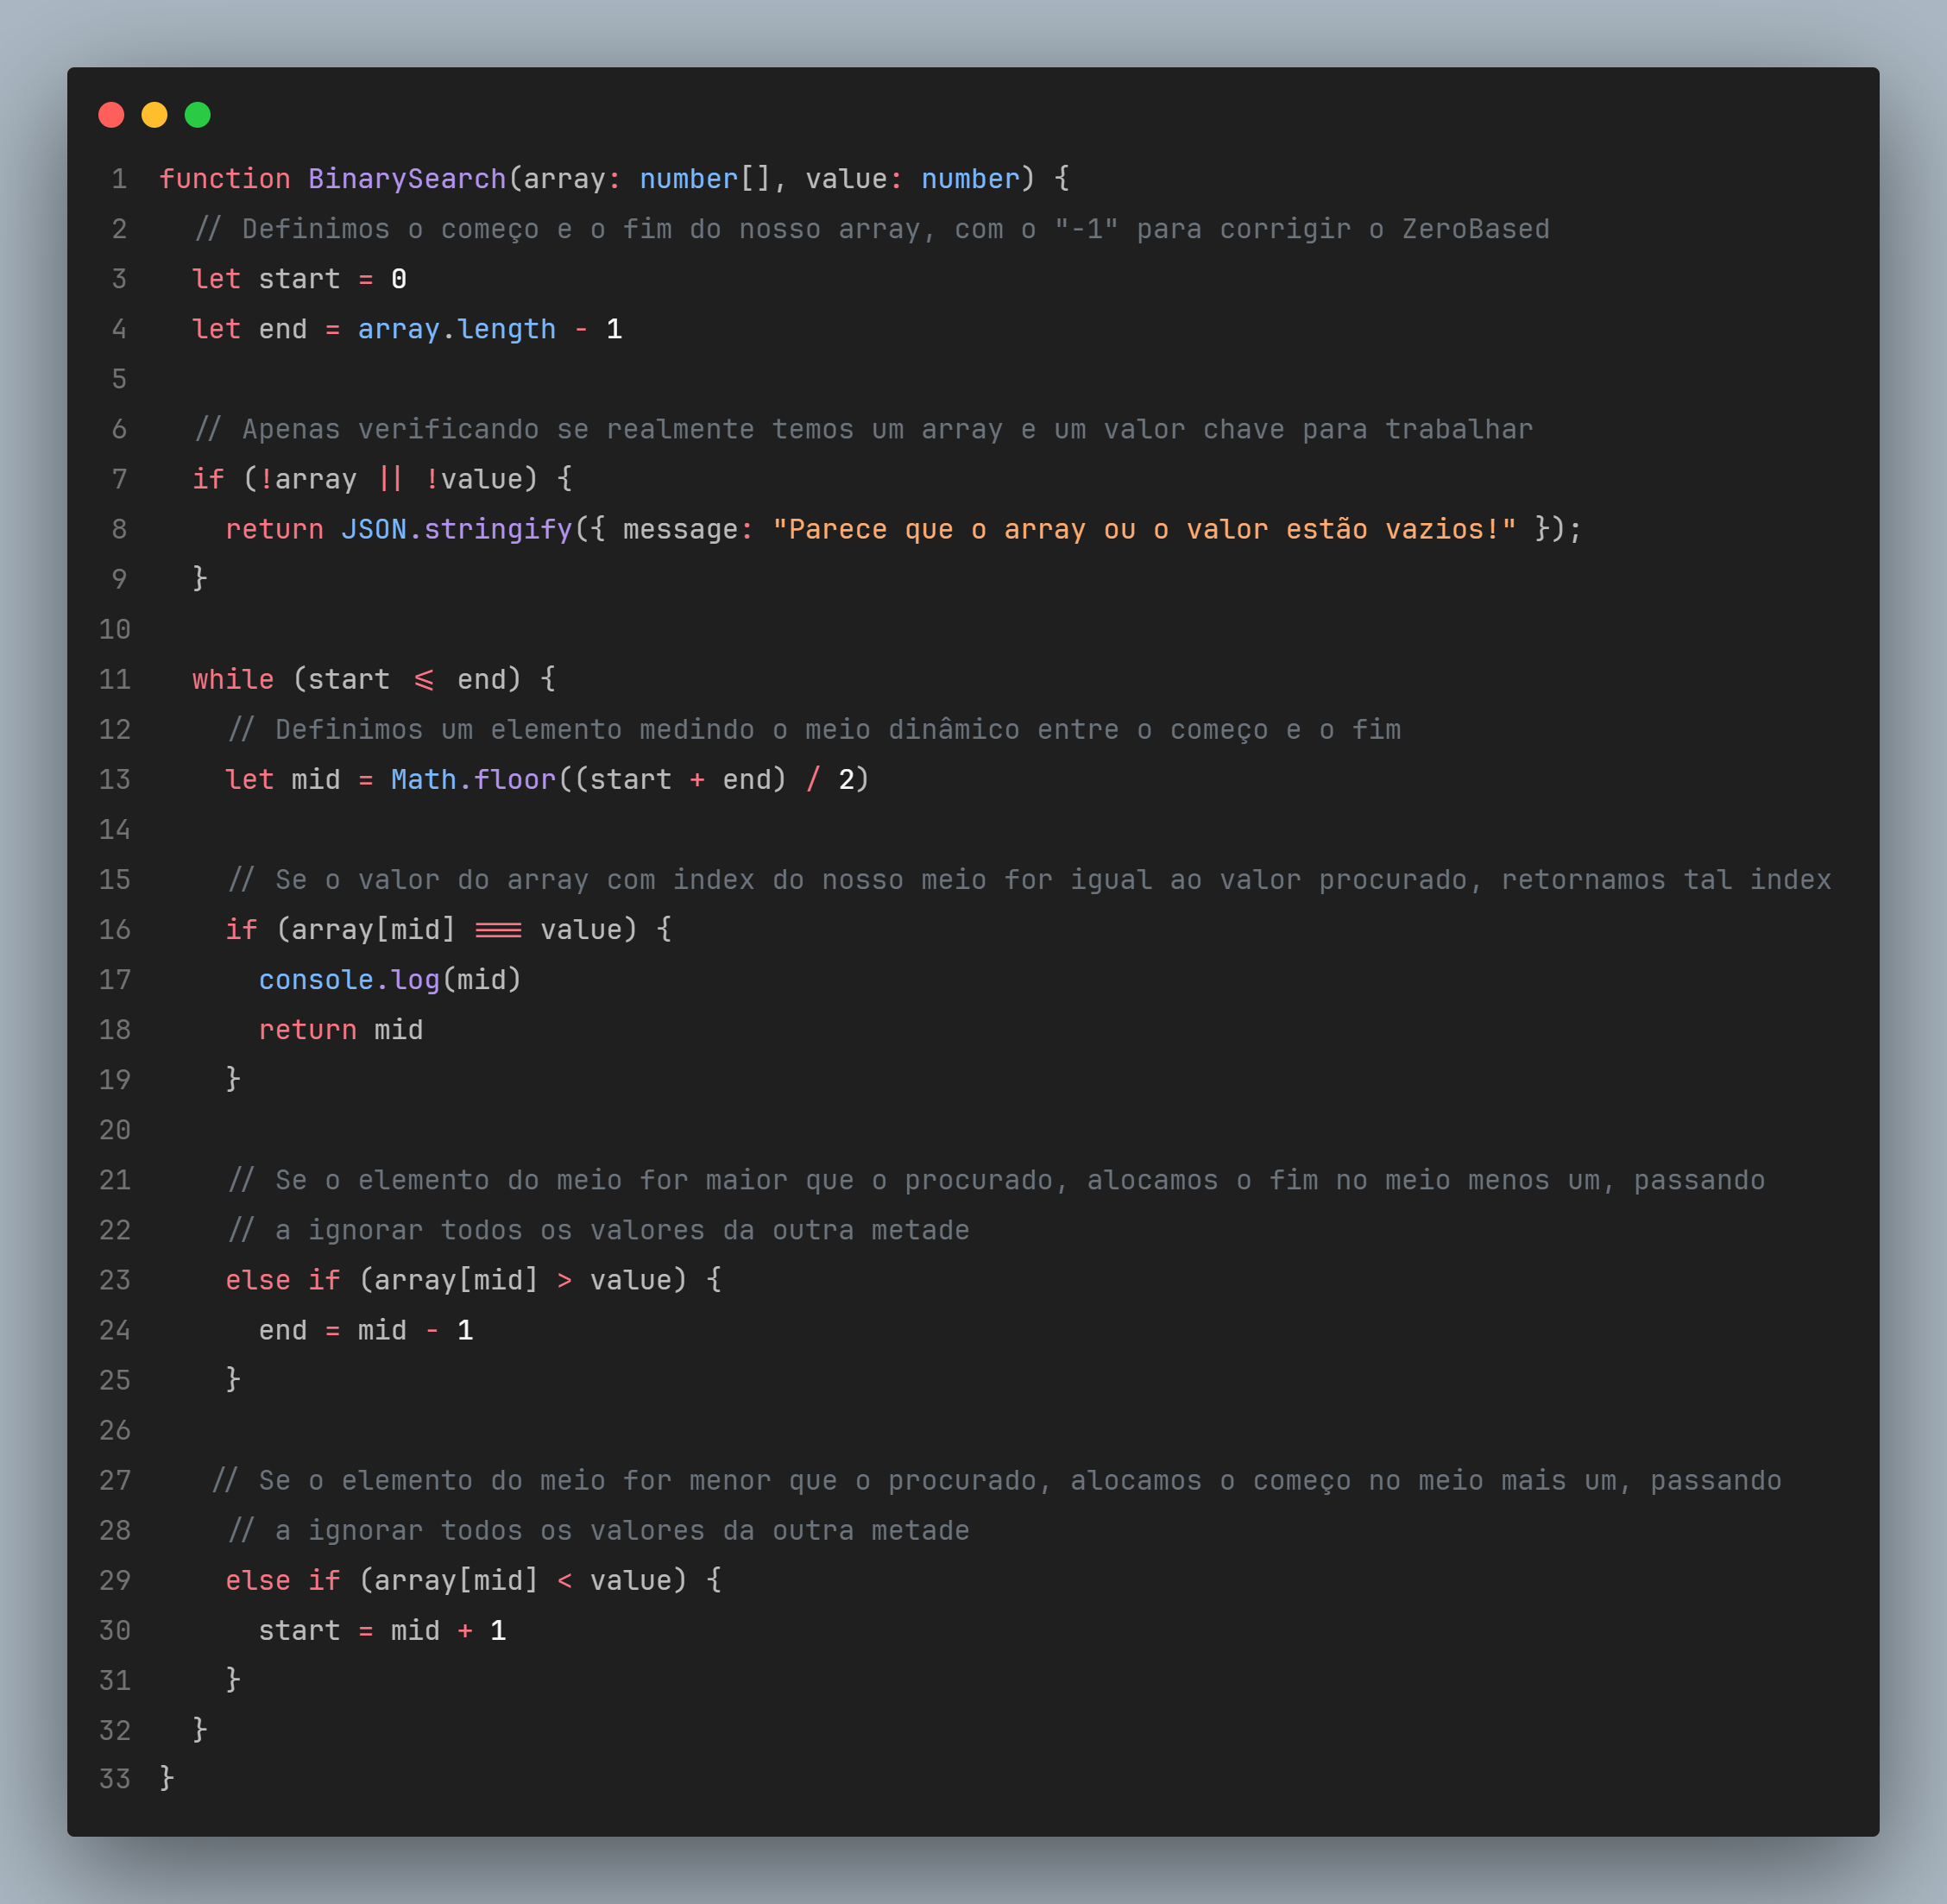 1 function BinarySearch(array: number[], value: number) {
2   // Definimos o começo e o fim do nosso array, com o "-1" para corrigir o ZeroBased
3   let start = 0
4   let end = array.length - 1
5
6   // Apenas verificando se realmente temos um array e um valor chave para trabalhar
7   if (!array || !value) {
8     return JSON.stringify({ message: "Parece que o array ou o valor estão vazios!" });
9   }
10
11   while (start <= end) {
12     // Definimos um elemento medindo o meio dinâmico entre o começo e o fim
13     let mid = Math.floor((start + end) / 2)
14
15     // Se o valor do array com index do nosso meio for igual ao valor procurado, retornamos tal index
16     if (array[mid] === value) {
17       console.log(mid)
18       return mid
19     }
20
21     // Se o elemento do meio for maior que o procurado, alocamos o fim no meio menos um, passando
22     // a ignorar todos os valores da outra metade
23     else if (array[mid] > value) {
24       end = mid - 1
25     }
26
27    // Se o elemento do meio for menor que o procurado, alocamos o começo no meio mais um, passando
28     // a ignorar todos os valores da outra metade
29     else if (array[mid] < value) {
30       start = mid + 1
31     }
32   }
33 }